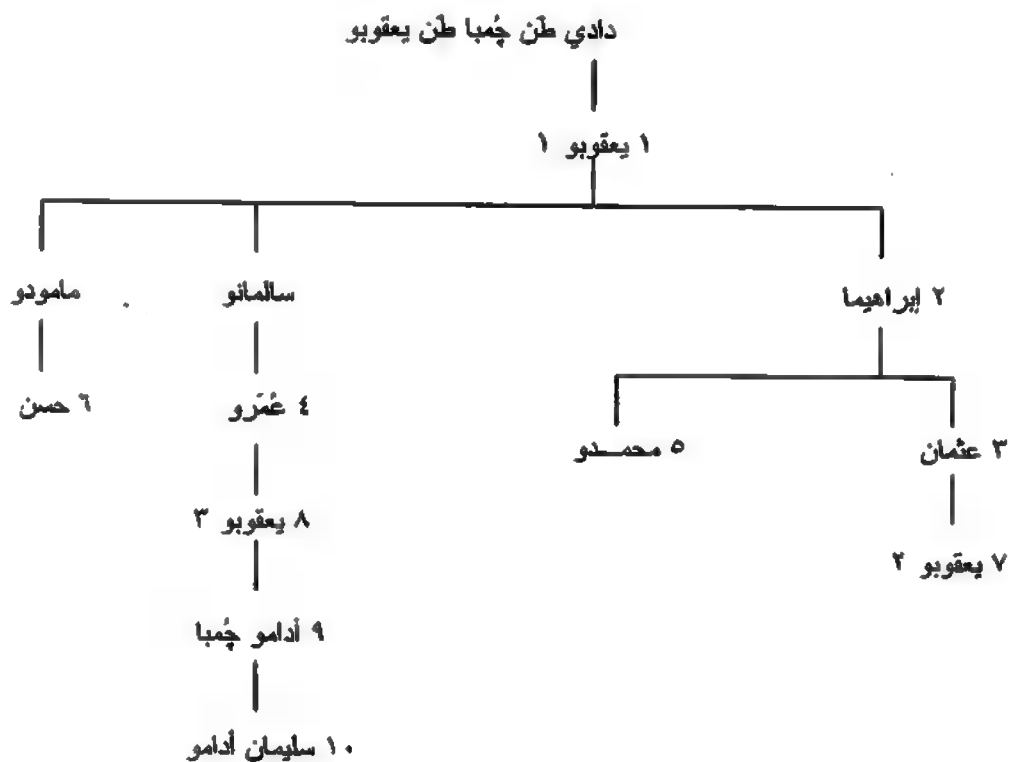 دادي طَن جُمبا طَن يعقوبو
١ يعقوبو ١
٢ إبراهيما
سالمانو
مامودو
٤ عُمَرو
٦ حسن
٣ عثمان
٥ محمـدو
٨ يعقوبو ٣
٧ يعقوبو ٢
٩ أدامو جُمبا
١٠ سليمان أدامو